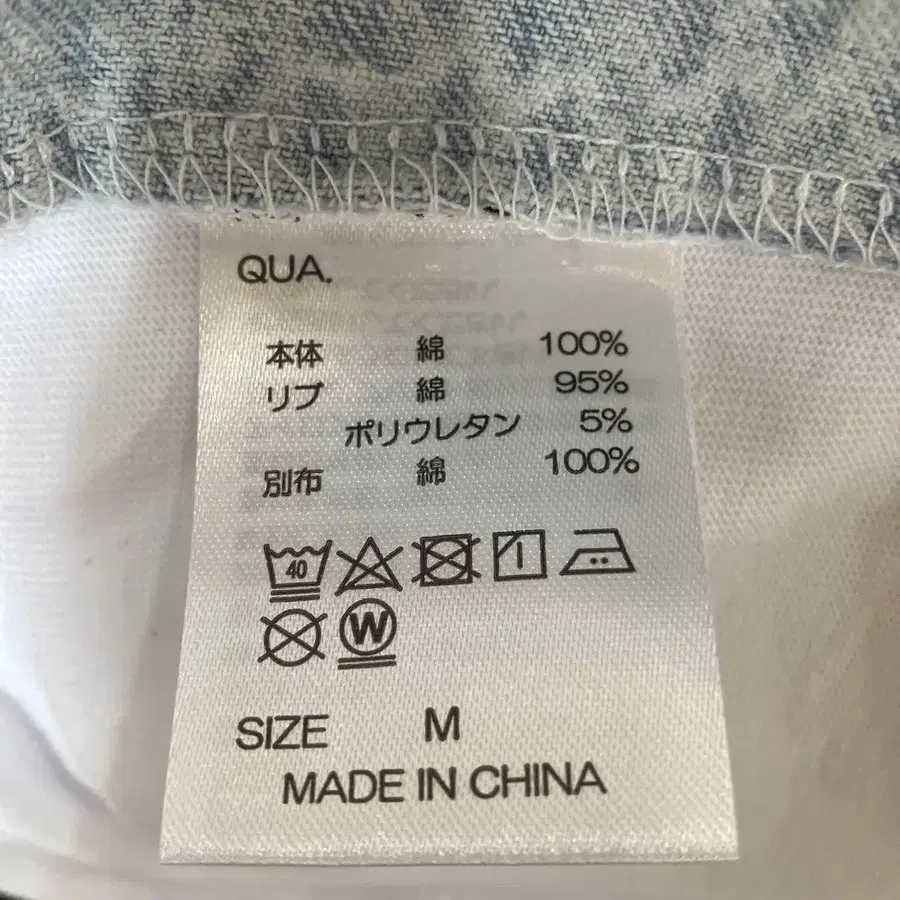 QUA.
本体 綿 100%
リブ 綿 95%
ポリウレタン 5%
別布 綿 100%
40
W
SIZE M
MADE IN CHINA